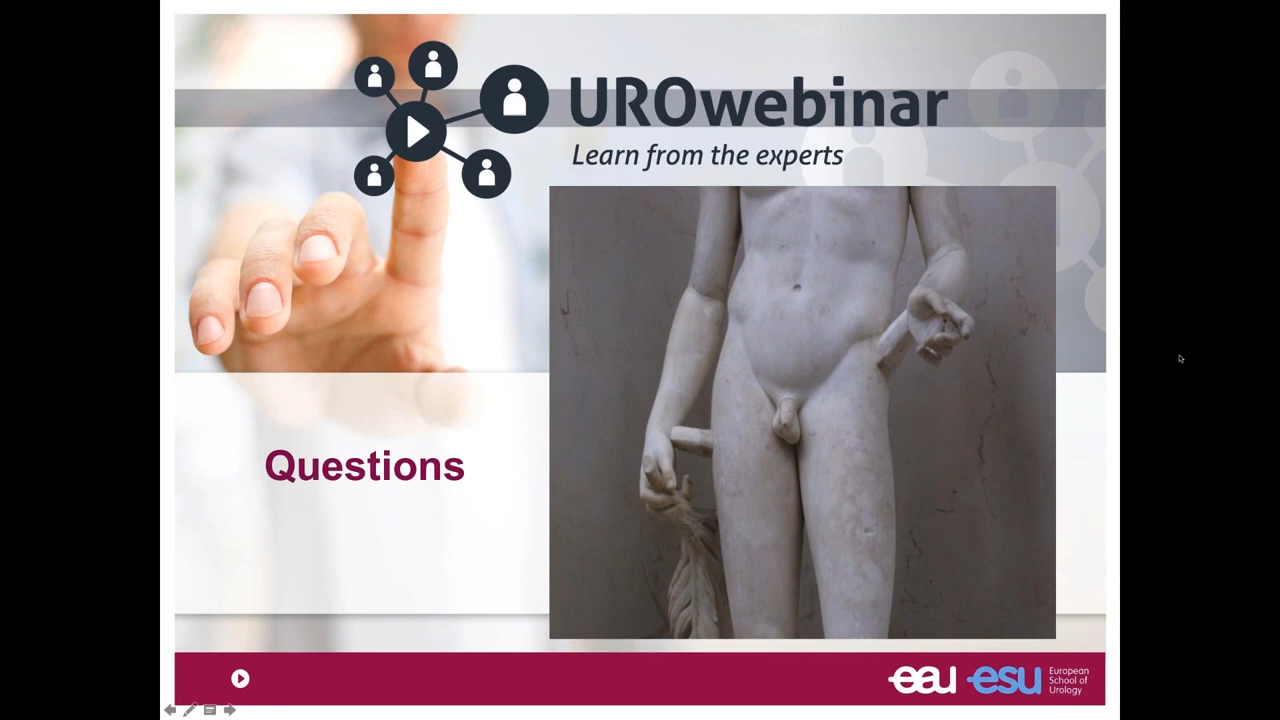 UROwebinar
Learn from the experts
Questions
eau esu European
School of
Urology